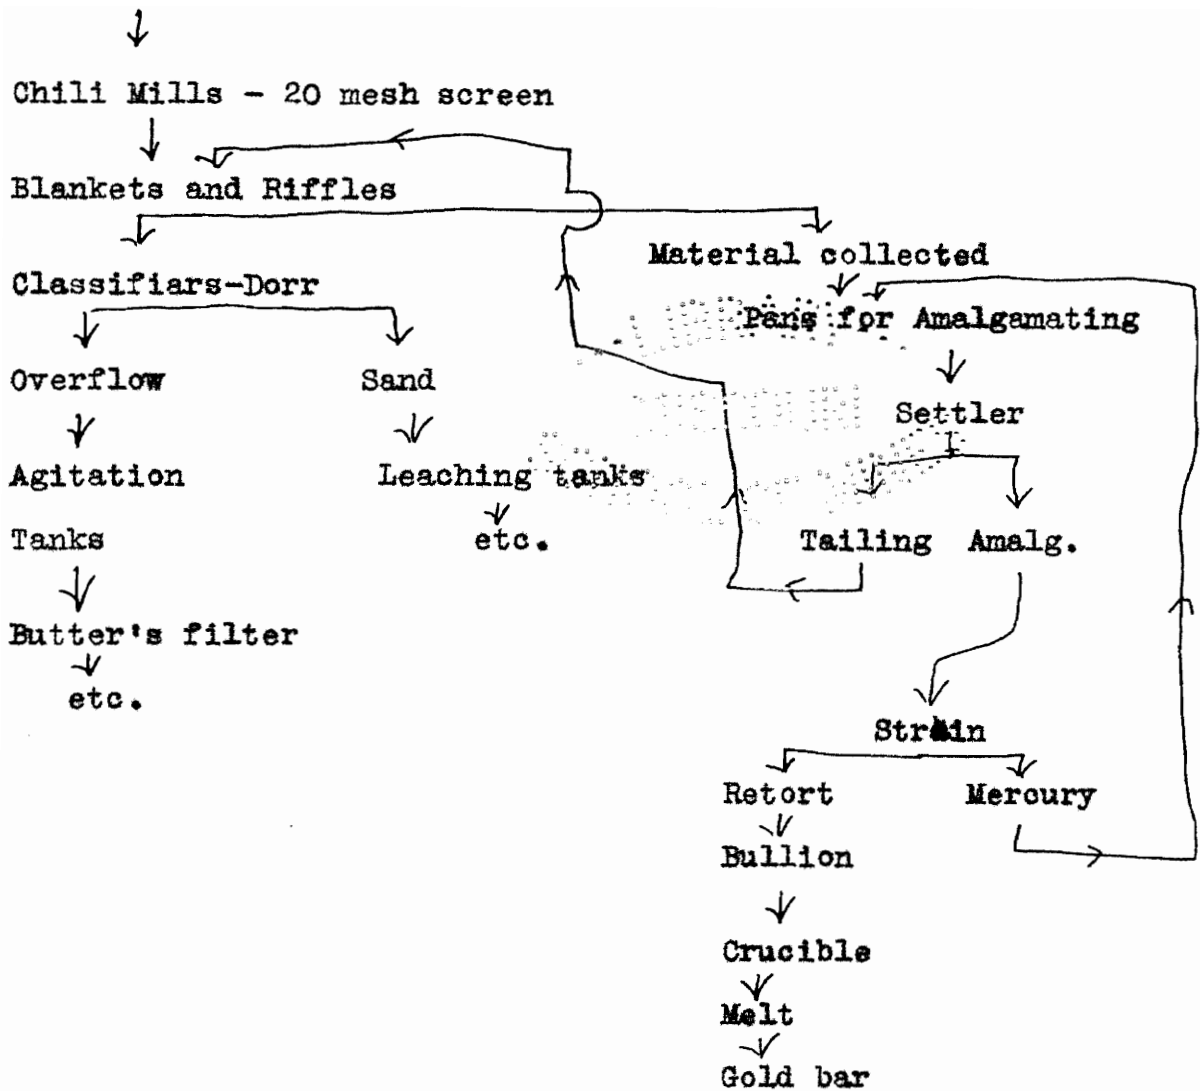 Chili Mills - 20 mesh screen
Blankets and Riffles
Material collected
Classifiars-Dorr
Pans for Amalgamating
Overflow
Sand
Settler
Agitation
Leaching tanks
Tanks
etc.
Tailing
Amalg.
Butter's filter
etc.
Strain
Retort
Mercury
Bullion
Crucible
Melt
Gold bar